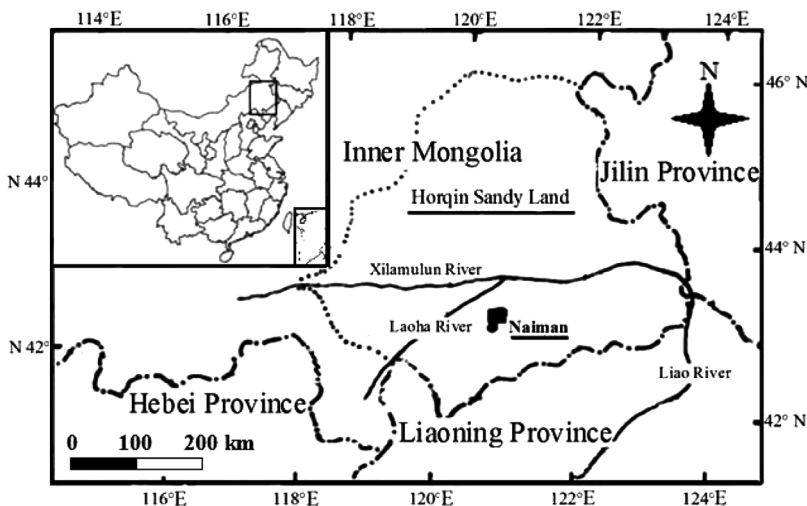 114°E 116°E 118°E 120°E 122°E 124°E
N
46° N
Inner Mongolia
Jilin Province
N 44°
Horqin Sandy Land
44° N
Xilamulun River
Laoha River
Naiman
N 42°
Liao River
Hebei Province
Liaoning Province
42° N
0 100 200 km
116°E 118°E 120°E 122°E 124°E